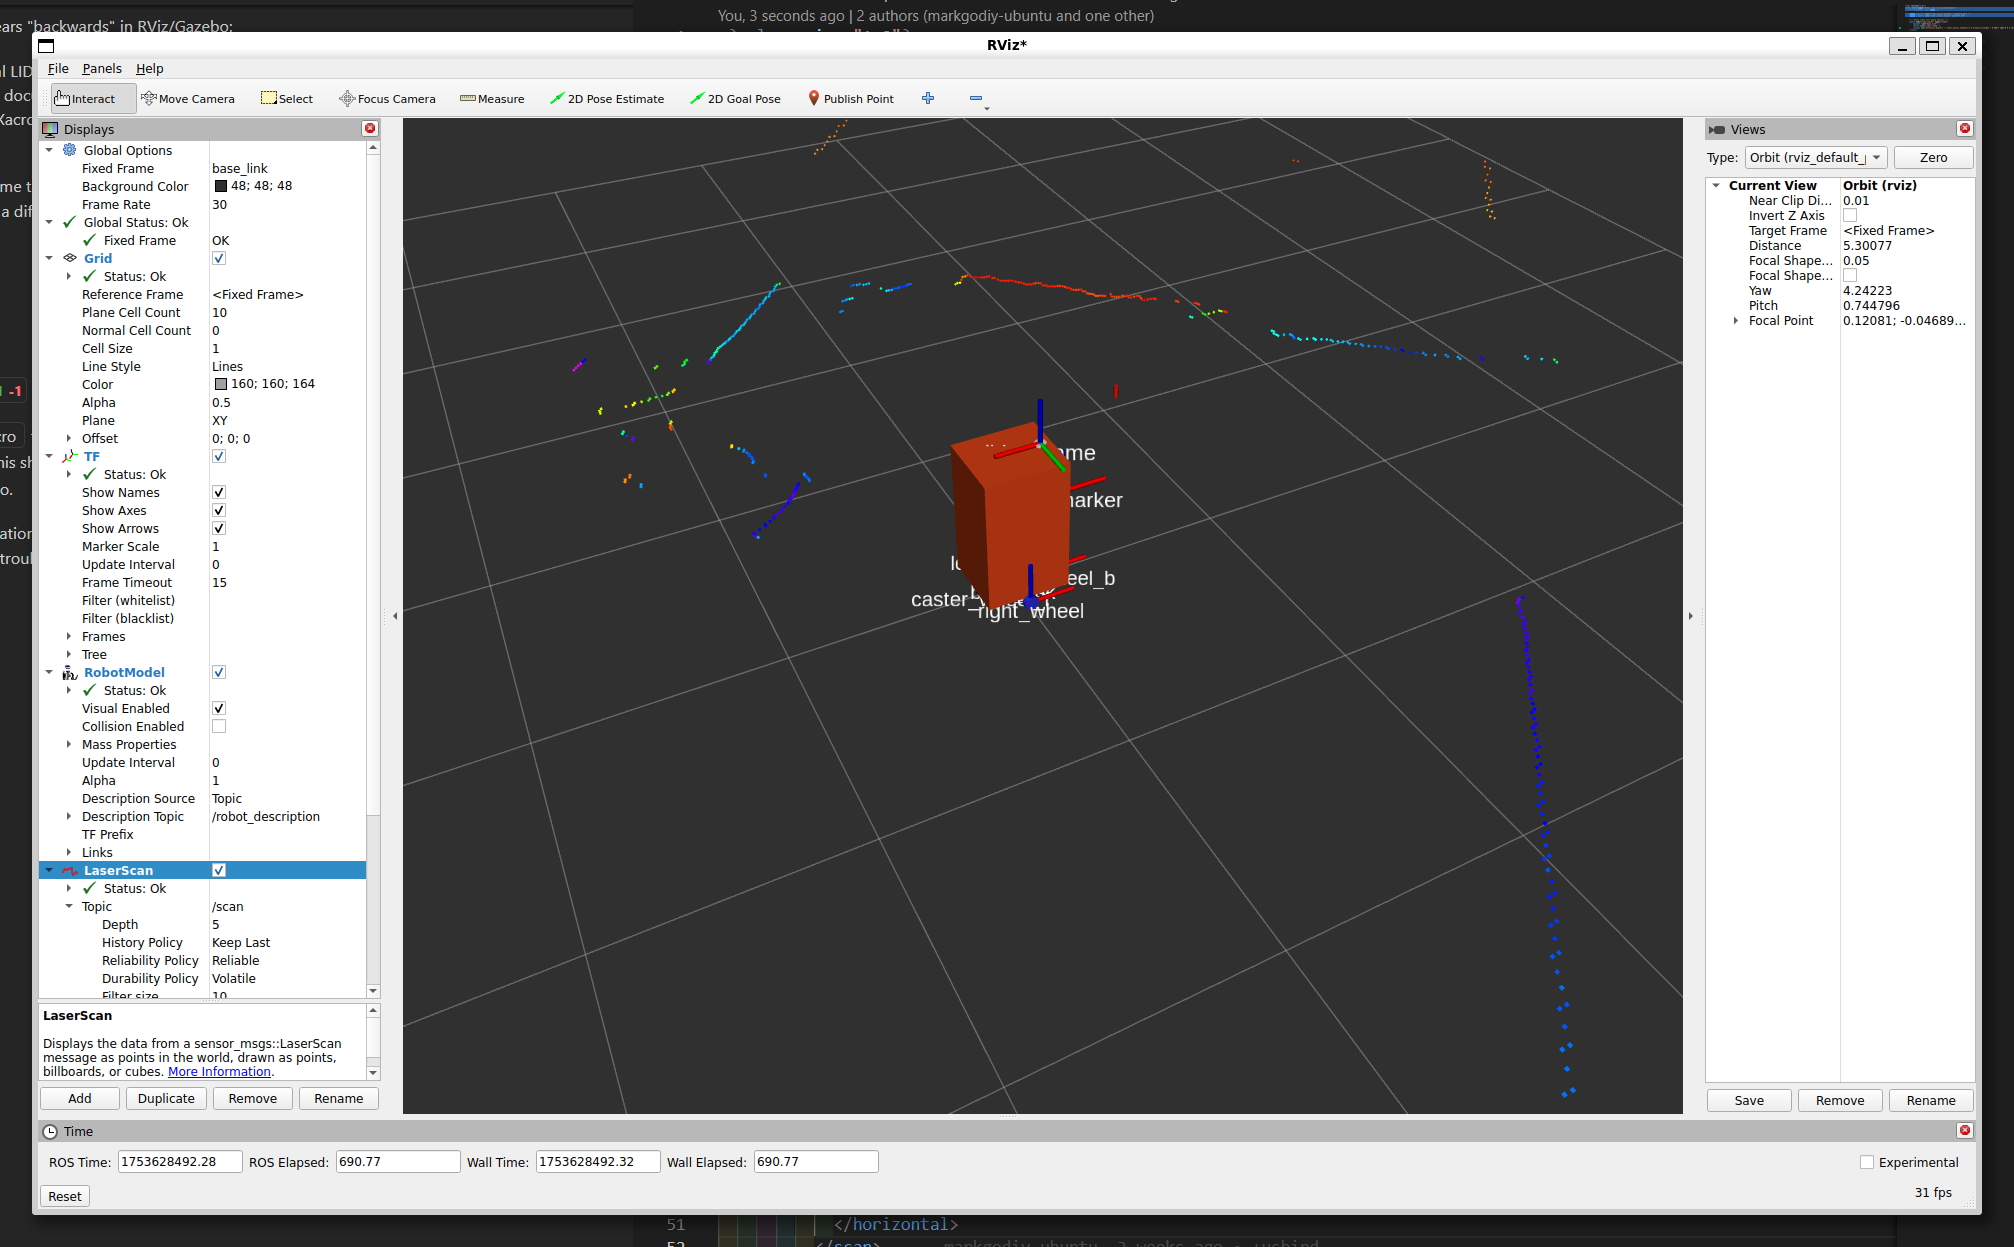 ears "backwards" in RViz/Gazebo:
You, 3 seconds ago | 2 authors (markgodiy-ubuntu and one other)
RViz*
File Panels Help
Interact Move Camera Select Focus Camera Measure 2D Pose Estimate 2D Goal Pose Publish Point
Displays
Global Options
Fixed Frame base_link
Background Color 48; 48; 48
Frame Rate 30
Global Status: Ok
Fixed Frame OK
Grid
Status: Ok
Reference Frame <Fixed Frame>
Plane Cell Count 10
Normal Cell Count 0
Cell Size 1
Line Style Lines
Color 160; 160; 164
Alpha 0.5
Plane XY
Offset 0; 0; 0
TF
Status: Ok
Show Names
Show Axes
Show Arrows
Marker Scale 1
Update Interval 0
Frame Timeout 15
Filter (whitelist)
Filter (blacklist)
Frames
Tree
RobotModel
Status: Ok
Visual Enabled
Collision Enabled
Mass Properties
Update Interval 0
Alpha 1
Description Source Topic
Description Topic /robot_description
TF Prefix
Links
LaserScan
Status: Ok
Topic /scan
Depth 5
History Policy Keep Last
Reliability Policy Reliable
Durability Policy Volatile
Filter size 10
LaserScan
Displays the data from a sensor_msgs::LaserScan
message as points in the world, drawn as points,
billboards, or cubes. More Information.
Add Duplicate Remove Rename
ame
arker
eel_b
caster_
right_wheel
Views
Type: Orbit (rviz_default_ Zero
Current View Orbit (rviz)
Near Clip Di... 0.01
Invert Z Axis
Target Frame <Fixed Frame>
Distance 5.30077
Focal Shape... 0.05
Focal Shape...
Yaw 4.24223
Pitch 0.744796
Focal Point 0.12081; -0.04689...
Save Remove Rename
Time
ROS Time: 1753628492.28 ROS Elapsed: 690.77 Wall Time: 1753628492.32 Wall Elapsed: 690.77 Experimental
Reset 31 fps
51 </horizontal>
52 </scan>